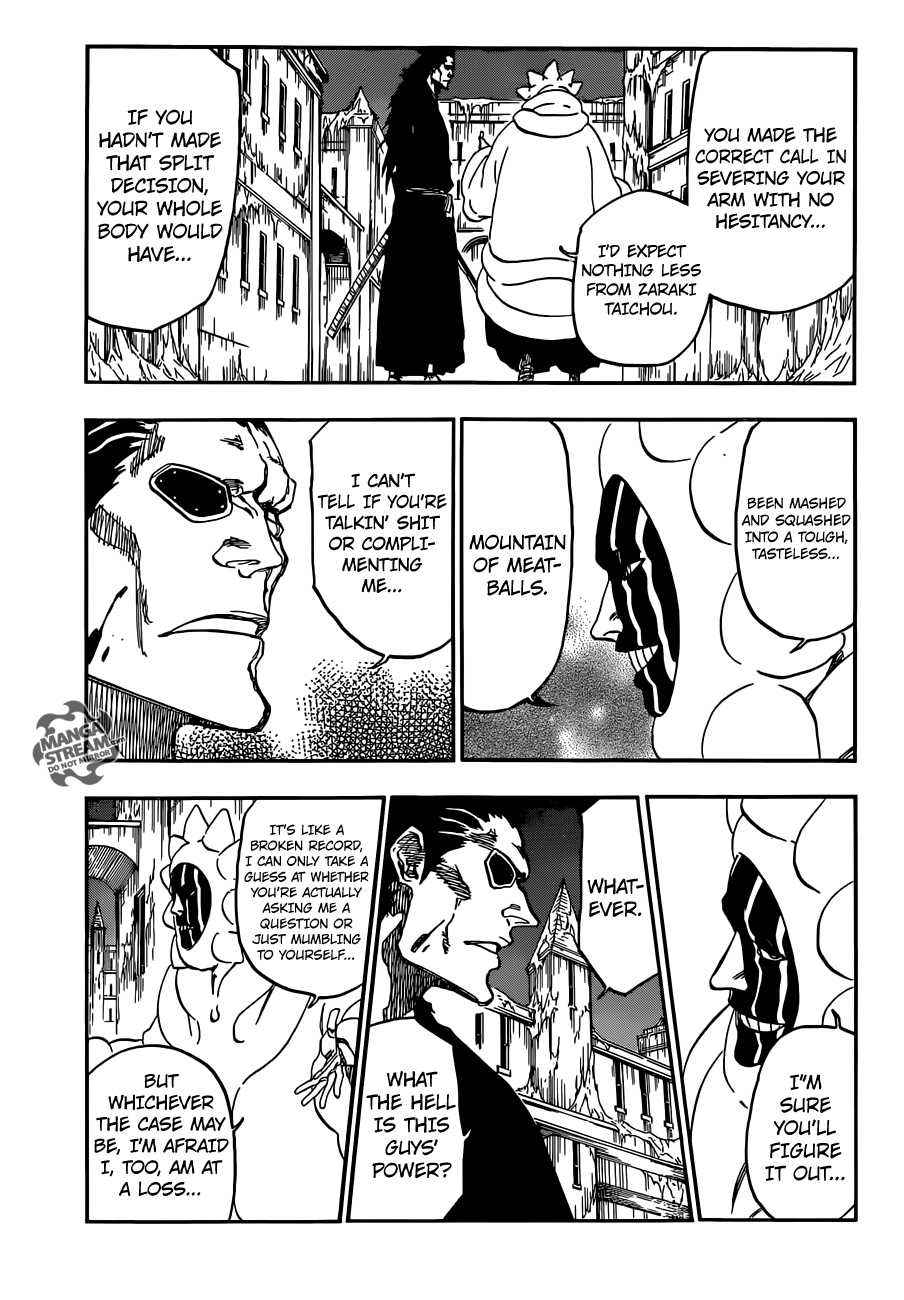 YOU MADE THE
CORRECT CALL IN
SEVERING YOUR
ARM WITH NO
HESITANCY...
I'D EXPECT
NOTHING LESS
FROM ZARAKI
TAICHOU.
IF YOU
HADN'T MADE
THAT SPLIT
DECISION,
YOUR WHOLE
BODY WOULD
HAVE...
BEEN MASHED
AND SQUASHED
INTO A TOUGH,
TASTELESS...
MOUNTAIN
OF MEAT-
BALLS.
I CAN'T
TELL IF YOU'RE
TALKIN' SHIT
OR COMPLI-
MENTING
ME...
MANGA
STREAM
DO NOT MIRROR
I"M
SURE
YOU'LL
FIGURE
IT OUT...
WHAT-
EVER.
WHAT
THE HELL
IS THIS
GUYS'
POWER?
IT'S LIKE A
BROKEN RECORD,
I CAN ONLY TAKE A
GUESS AT WHETHER
YOU'RE ACTUALLY
ASKING ME A
QUESTION OR
JUST MUMBLING
TO YOURSELF...
BUT
WHICHEVER
THE CASE MAY
BE, I'M AFRAID
I, TOO, AM AT
A LOSS...